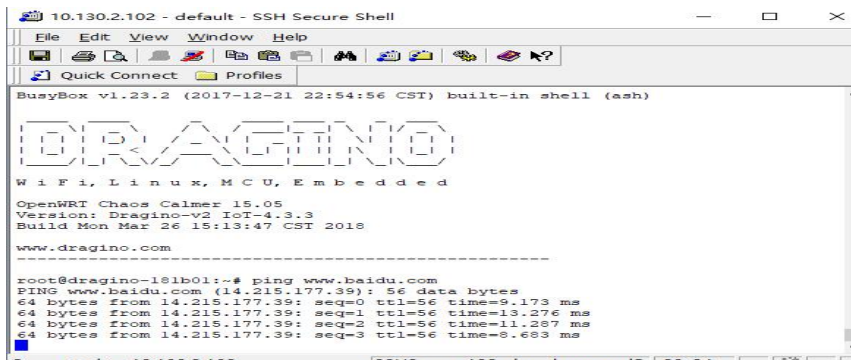 10.130.2.102 - default - SSH Secure Shell
File Edit View Window Help
Quick Connect Profiles
BusyBox v1.23.2 (2017-12-21 22:54:56 CST) built-in shell (ash)
DRAGINO
W i F i, L i n u x, M C U, E m b e d d e d
OpenWRT Chaos Calmer 15.05
Version: Dragino-v2 IoT-4.3.3
Build Mon Mar 26 15:13:47 CST 2018
www.dragino.com
------------------------------------------------------
root@dragino-181b01:~# ping www.baidu.com
PING www.baidu.com (14.215.177.39): 56 data bytes
64 bytes from 14.215.177.39: seq=0 ttl=56 time=9.173 ms
64 bytes from 14.215.177.39: seq=1 ttl=56 time=13.276 ms
64 bytes from 14.215.177.39: seq=2 ttl=56 time=11.287 ms
64 bytes from 14.215.177.39: seq=3 ttl=56 time=8.683 ms